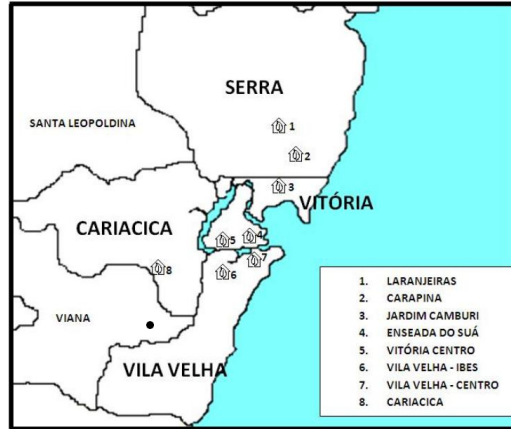 SERRA
SANTA LEOPOLDINA
1
2
3
VITÓRIA
CARIACICA
4
5
7
6
8
VIANA
VILA VELHA
1. LARANJEIRAS
2. CARAPINA
3. JARDIM CAMBURI
4. ENSEADA DO SUÁ
5. VITÓRIA CENTRO
6. VILA VELHA - IBES
7. VILA VELHA - CENTRO
8. CARIACICA